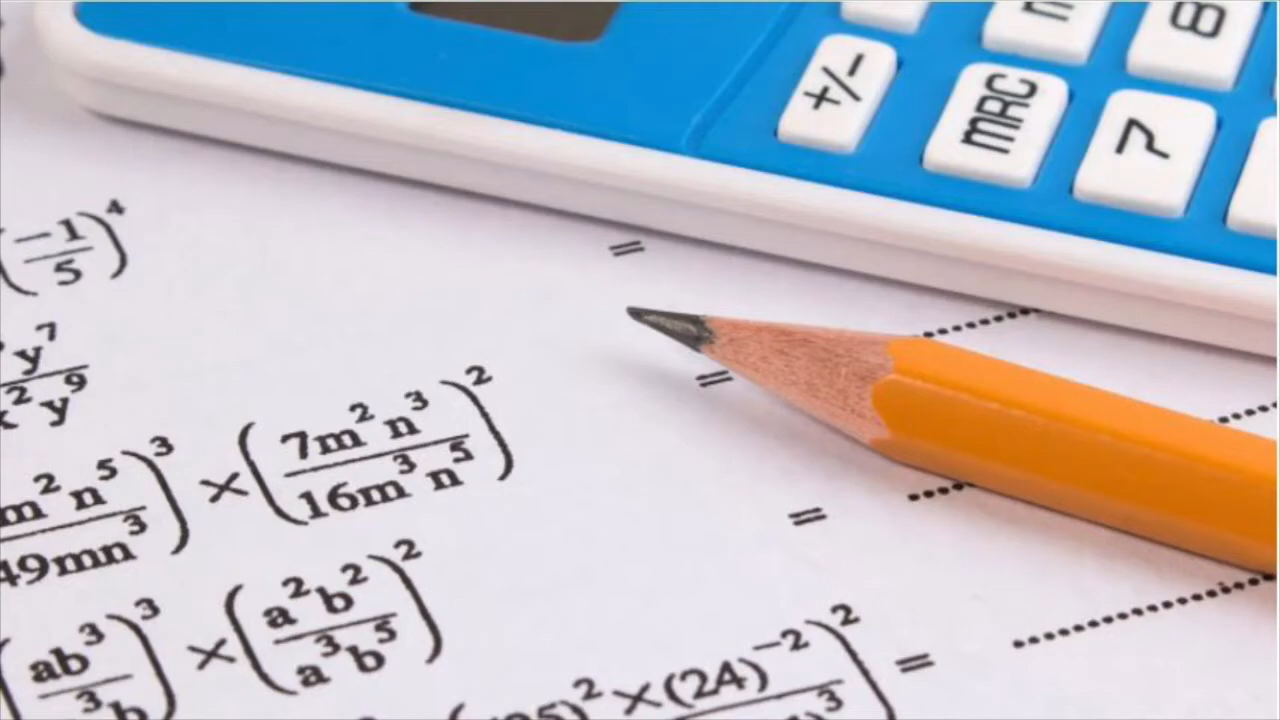 8
+/- MRC 7
(-1/5)⁴ =
y⁷/x²y⁹ =
m²n⁵/49mn³)³ × (7m²n³/16m³n⁵)² =
(ab³/³b)³ × (a²b²/a³b⁵)²
)² × (24)⁻²/)³)² =